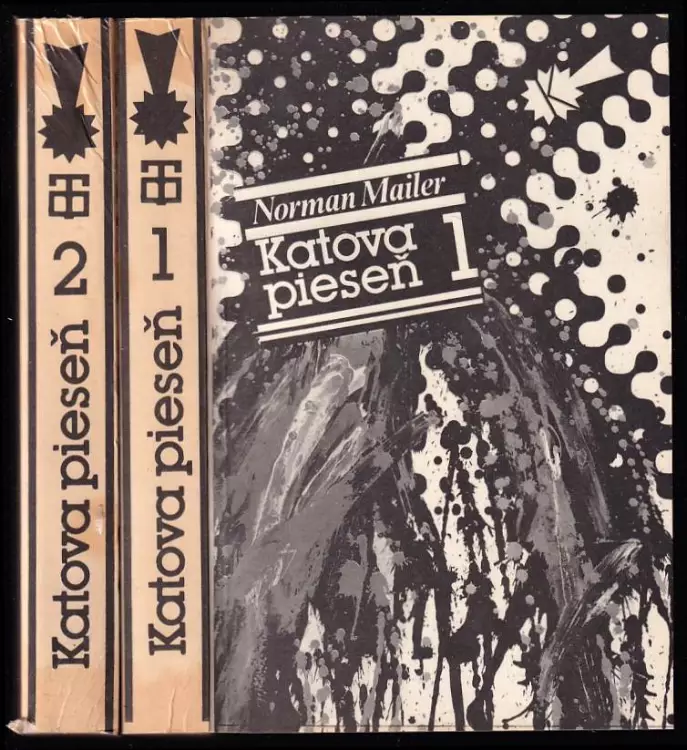 Katova pieseň 2
Katova pieseň 1
Norman Mailer
Katova
pieseň 1